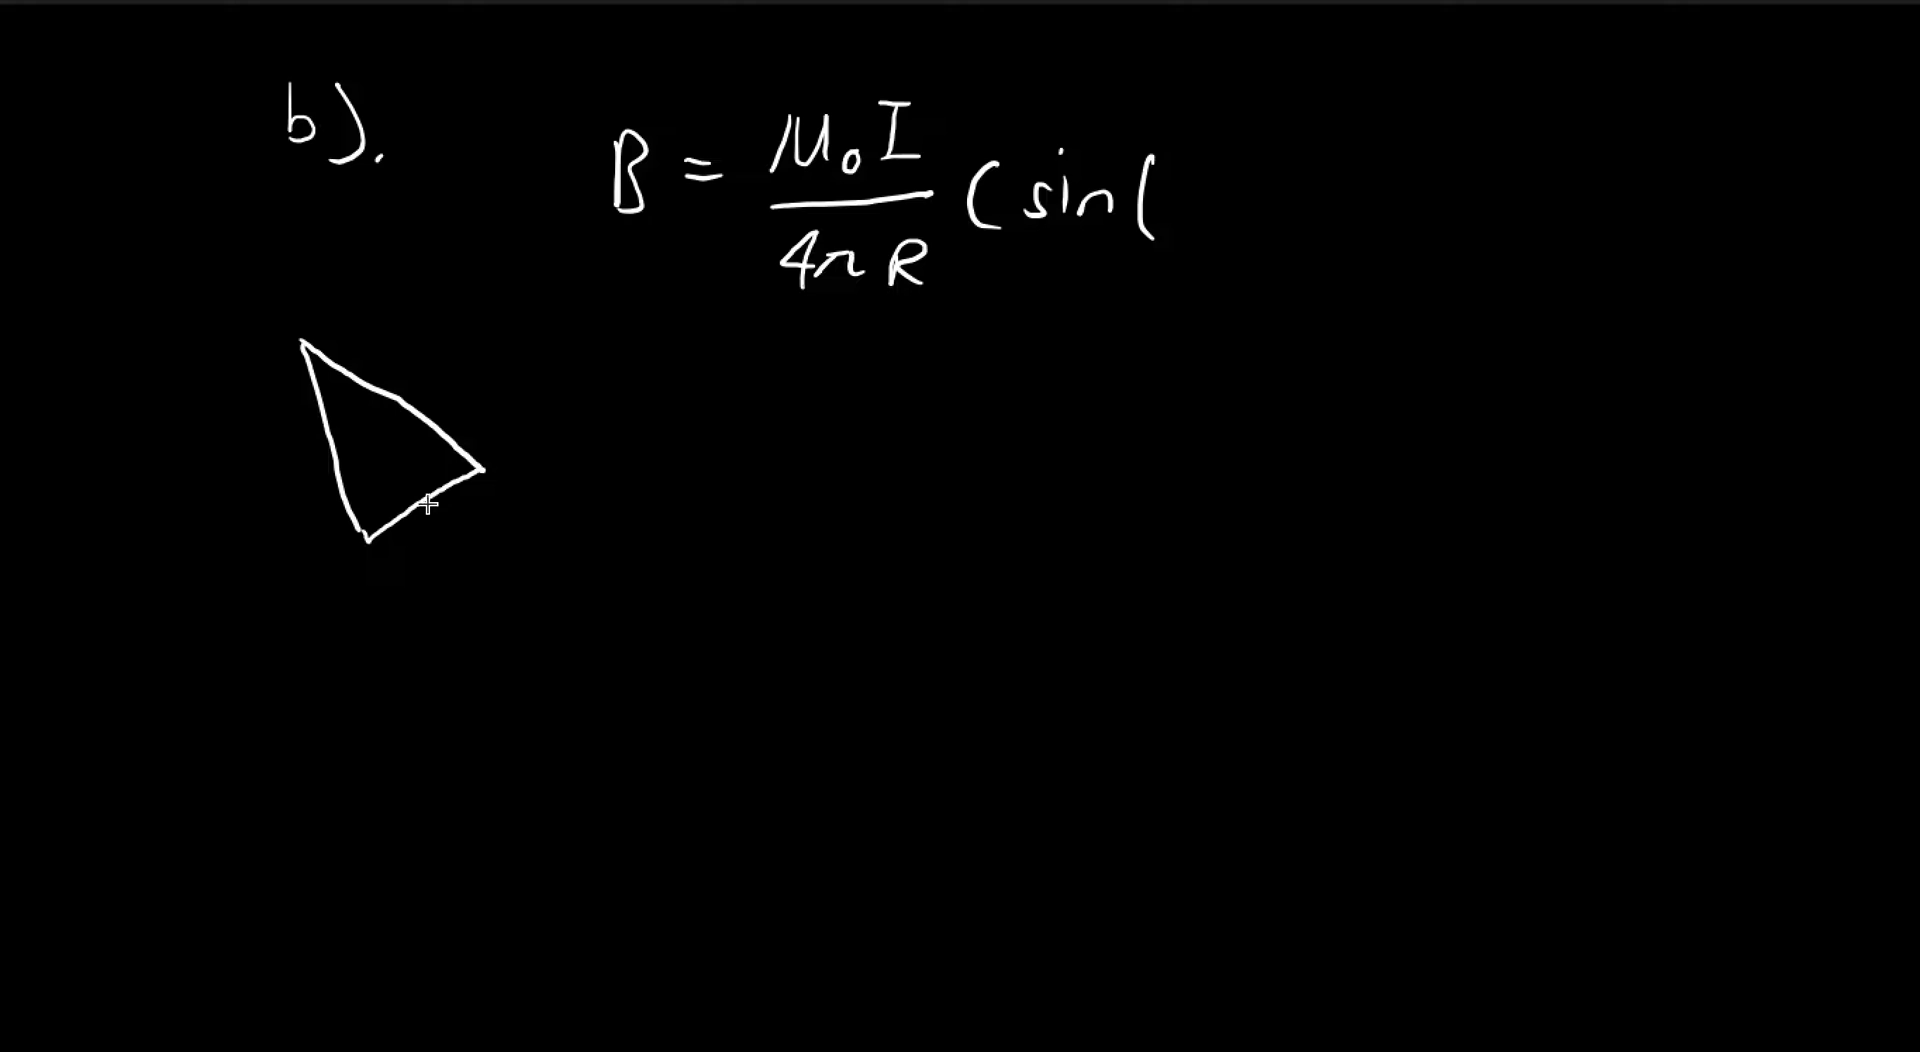 b). B = μ₀I / 4πR (sin(